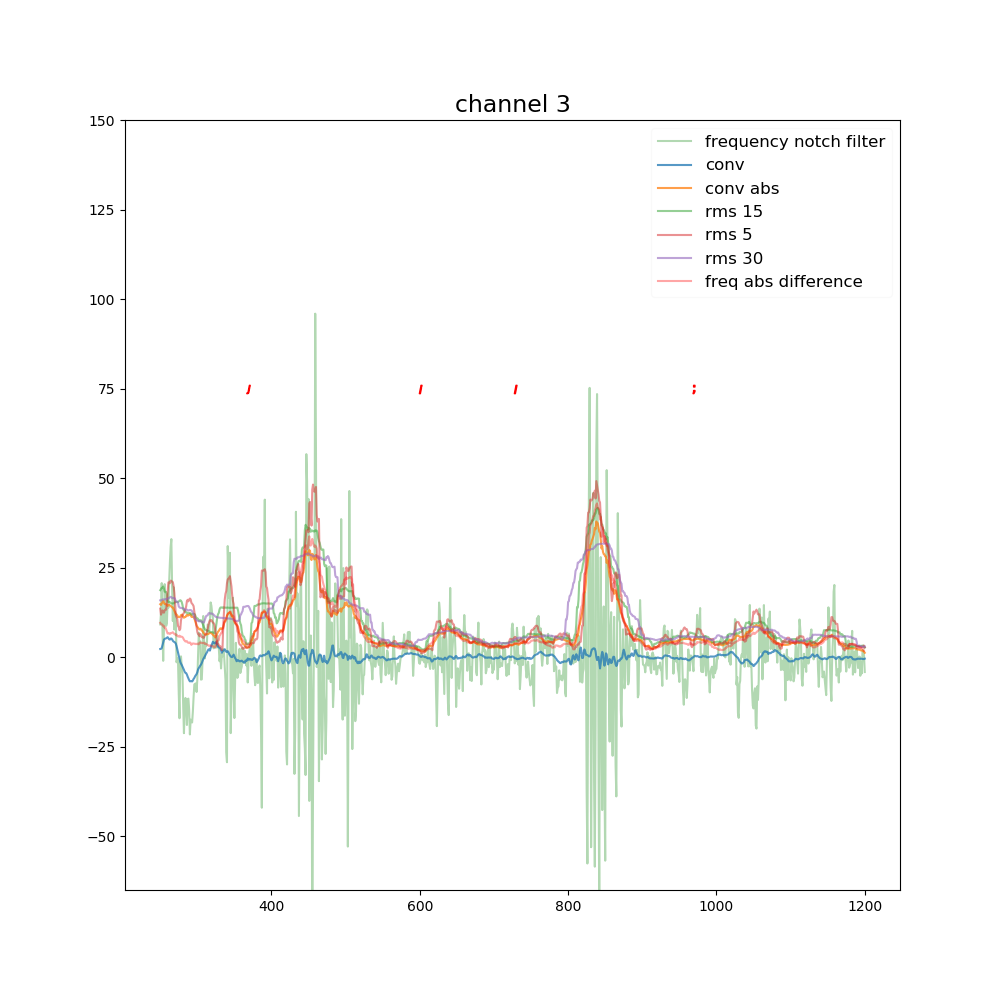 channel 3
150
125
100
75
50
25
0
−25
−50
400
600
800
1000
1200
frequency notch filter
conv
conv abs
rms 15
rms 5
rms 30
freq abs difference